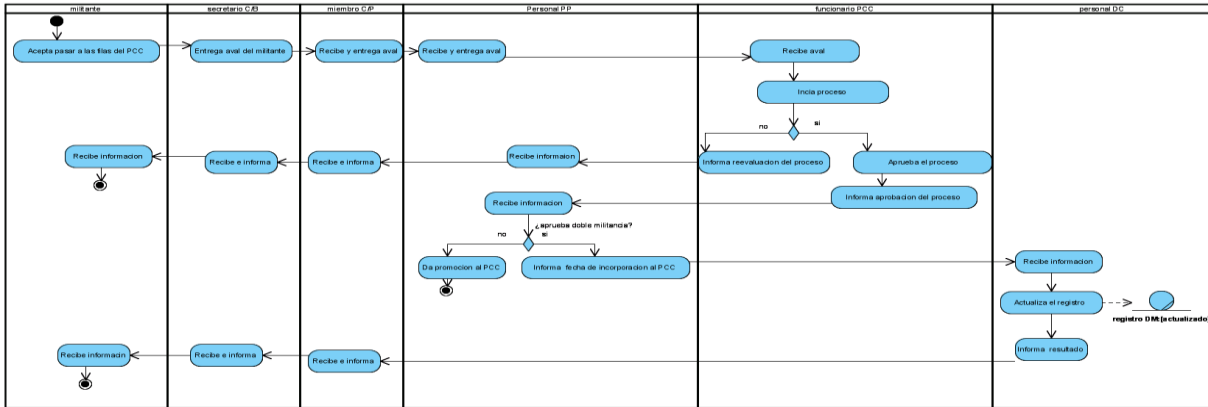 militante
secretario C/B
miembro C/P
Personal PP
funcionario PCC
personal DC
Acepta pasar a las filas del PCC
Entrega aval del militante
Recibe y entrega aval
Recibe y entrega aval
Recibe aval
Incia proceso
no
si
Recibe informacion
Recibe e informa
Recibe e informa
Recibe informaion
Informa reevaluacion del proceso
Aprueba el proceso
Informa aprobacion del proceso
Recibe informacion
¿aprueba doble militancia?
no
si
Da promocion al PCC
Informa fecha de incorporacion al PCC
Recibe informacion
Actualiza el registro
registro DM:[actualizado]
Informa resultado
Recibe informacin
Recibe e informa
Recibe e informa